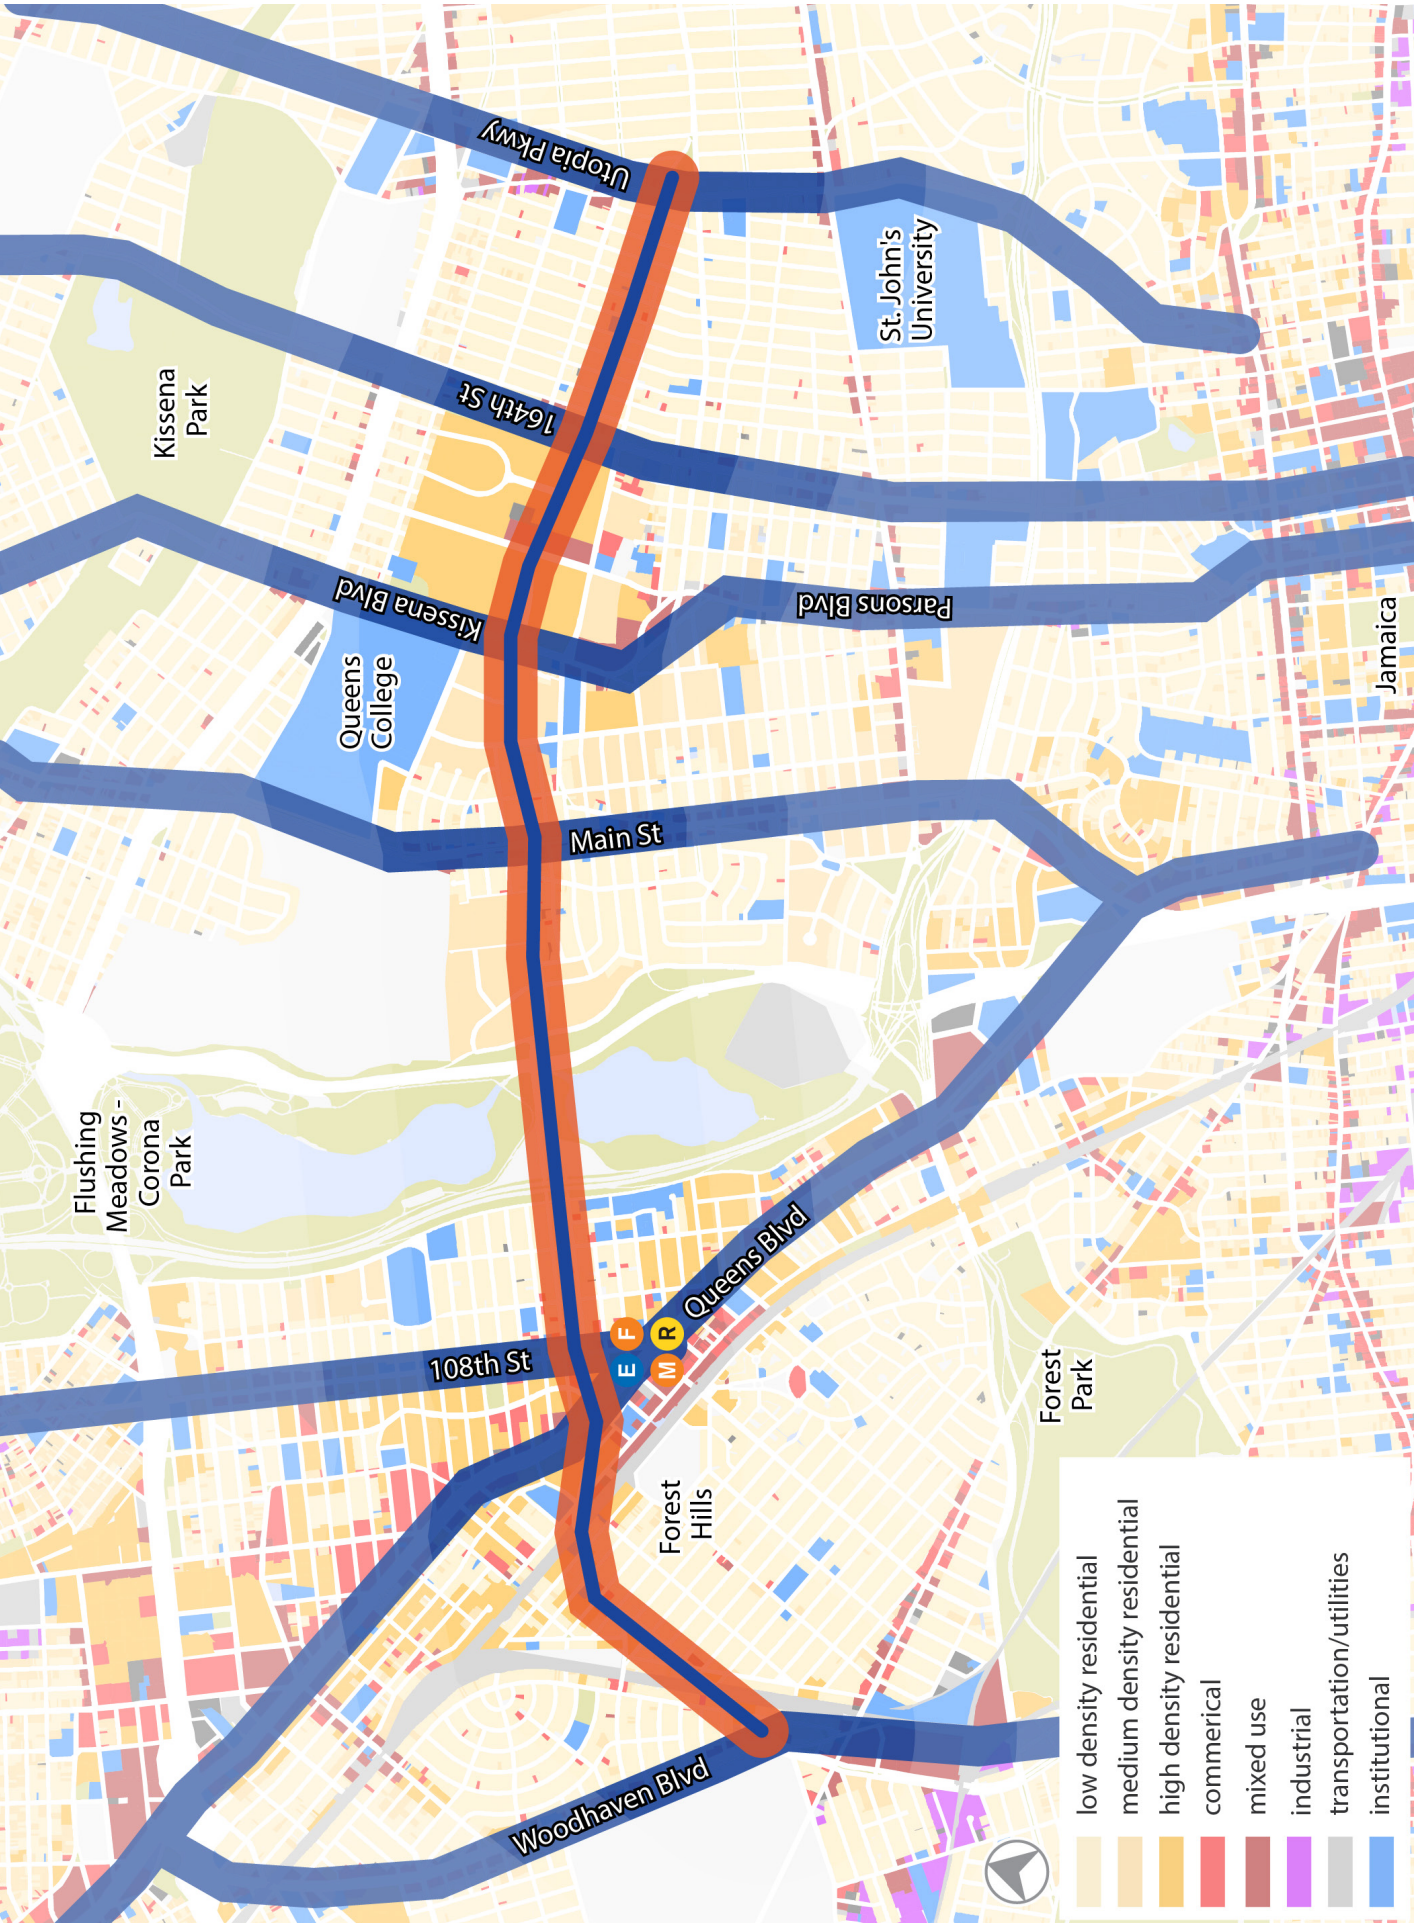 Utopia Pkwy
164th St
Kissena
Park
St. John's
University
Kissena Blvd
Parsons Blvd
Queens
College
Jamaica
Main St
Flushing
Meadows -
Corona
Park
Queens Blvd
108th St
E
F
M
R
Forest
Hills
Forest
Park
Woodhaven Blvd
low density residential
medium density residential
high density residential
commerical
mixed use
industrial
transportation/utilities
institutional